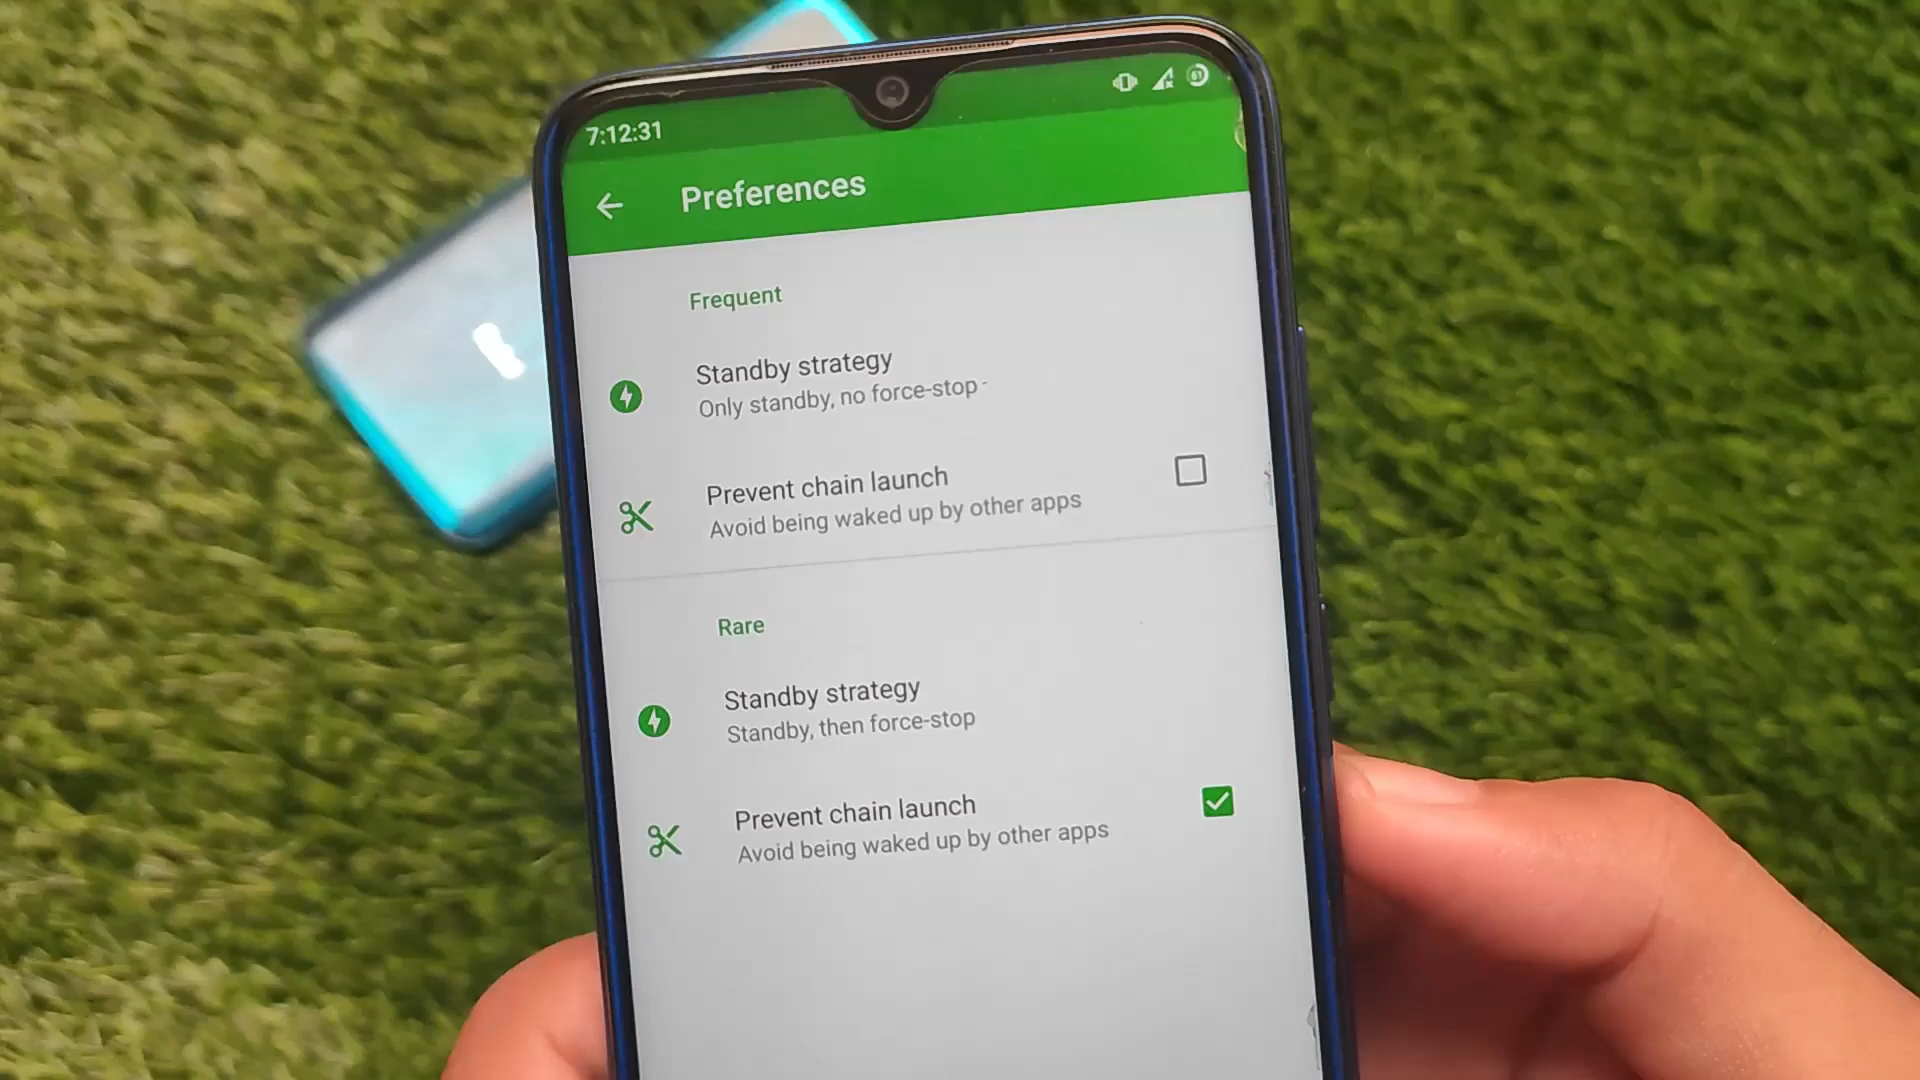 7:12:31
61
Preferences
Frequent
Standby strategy
Only standby, no force-stop -
Prevent chain launch
Avoid being waked up by other apps
Rare
Standby strategy
Standby, then force-stop
Prevent chain launch
Avoid being waked up by other apps